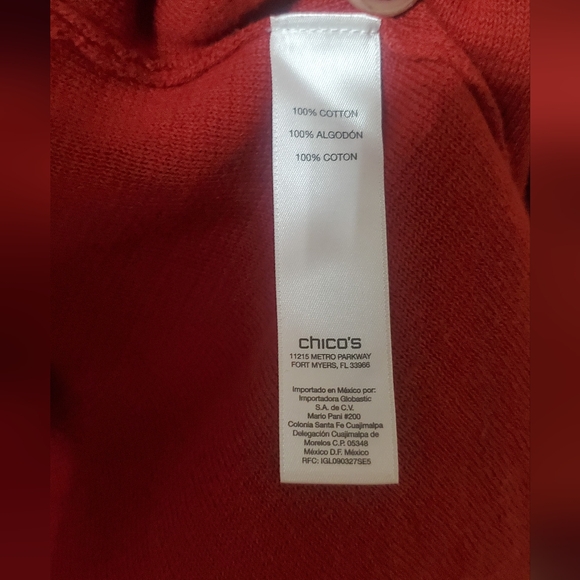 100% COTTON
100% ALGODÓN
100% COTON
chico's
11215 METRO PARKWAY
FORT MYERS, FL 33966
Importado en México por:
Importadora Globastic
S.A. de C.V.
Mario Pani #200
Colonia Santa Fe Cuajimalpa
Delegación Cuajimalpa de
Morelos C.P. 05348
México D.F. México
RFC: IGL090327SE5